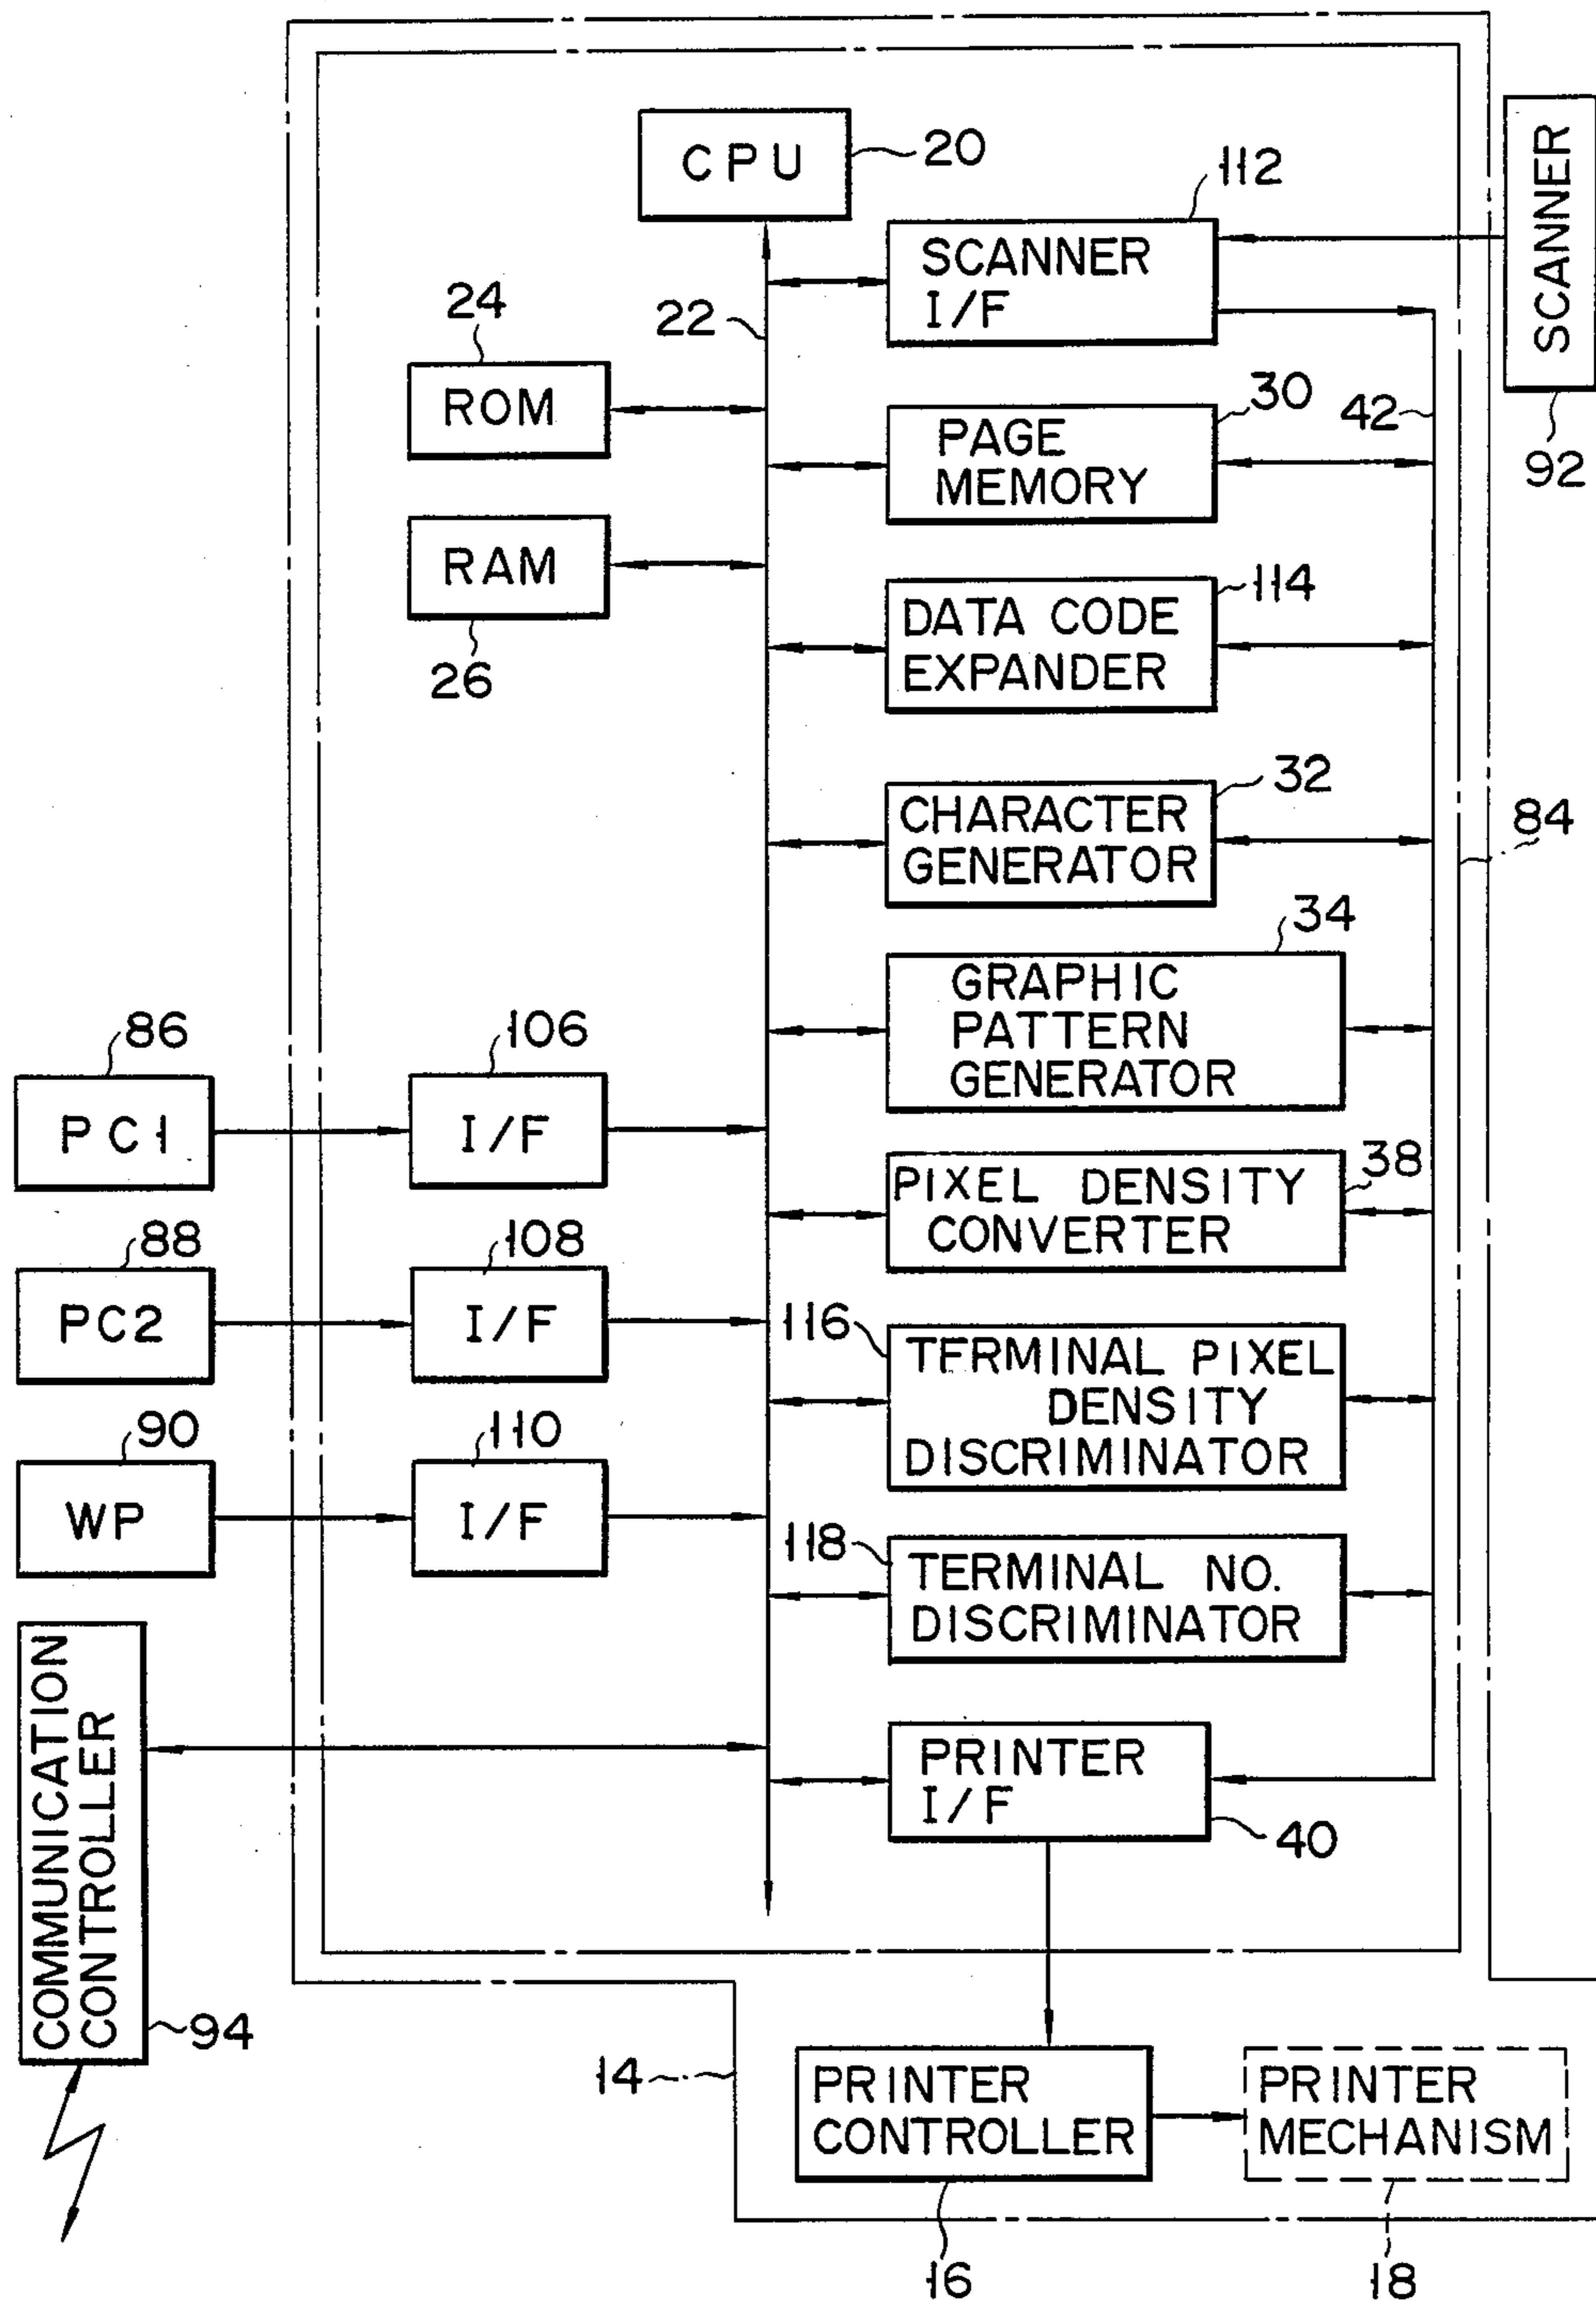 CPU
20
112
SCANNER
I/F
SCANNER
92
24
ROM
22
30
PAGE
MEMORY
42
RAM
26
114
DATA CODE
EXPANDER
32
CHARACTER
GENERATOR
84
34
GRAPHIC
PATTERN
GENERATOR
86
PC1
106
I/F
38
PIXEL DENSITY
CONVERTER
88
PC2
108
I/F
116
TERMINAL PIXEL
DENSITY
DISCRIMINATOR
90
WP
110
I/F
118
TERMINAL NO.
DISCRIMINATOR
COMMUNICATION
CONTROLLER
94
PRINTER
I/F
40
14
PRINTER
CONTROLLER
16
PRINTER
MECHANISM
18